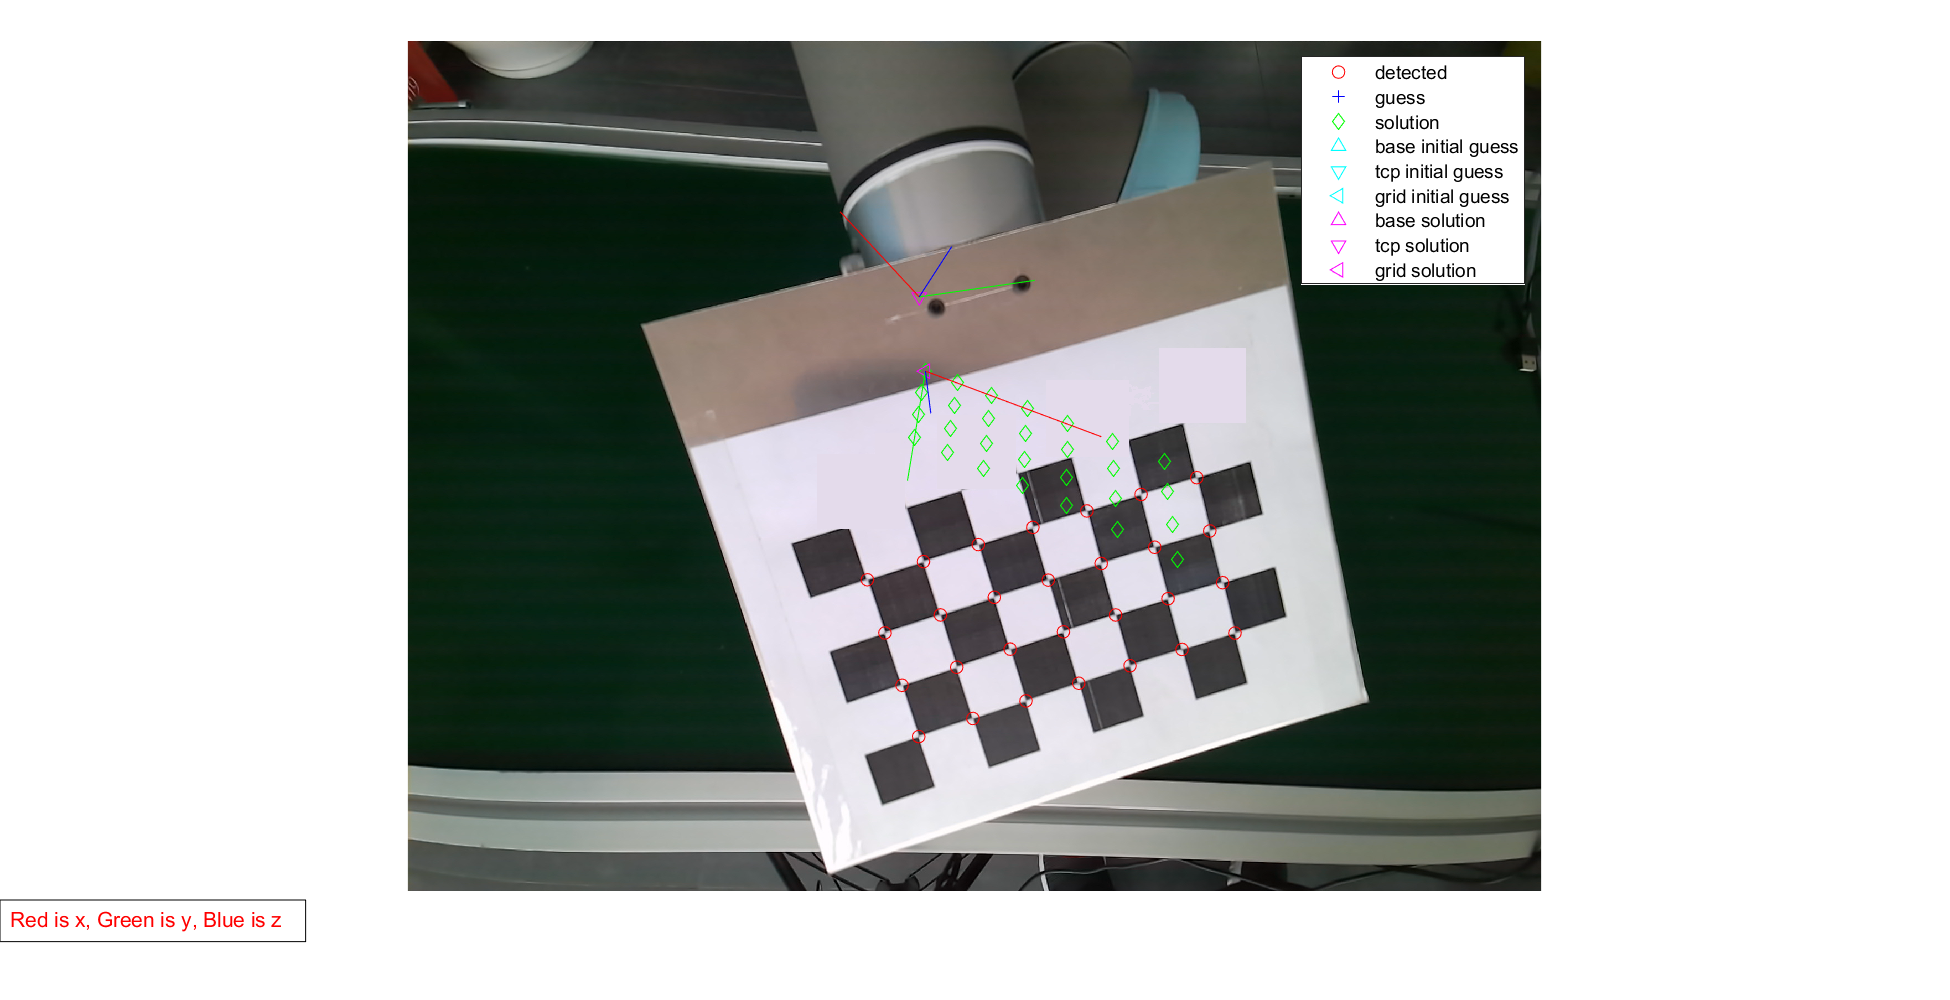 detected
guess
solution
base initial guess
tcp initial guess
grid initial guess
base solution
tcp solution
grid solution
Red is x, Green is y, Blue is z